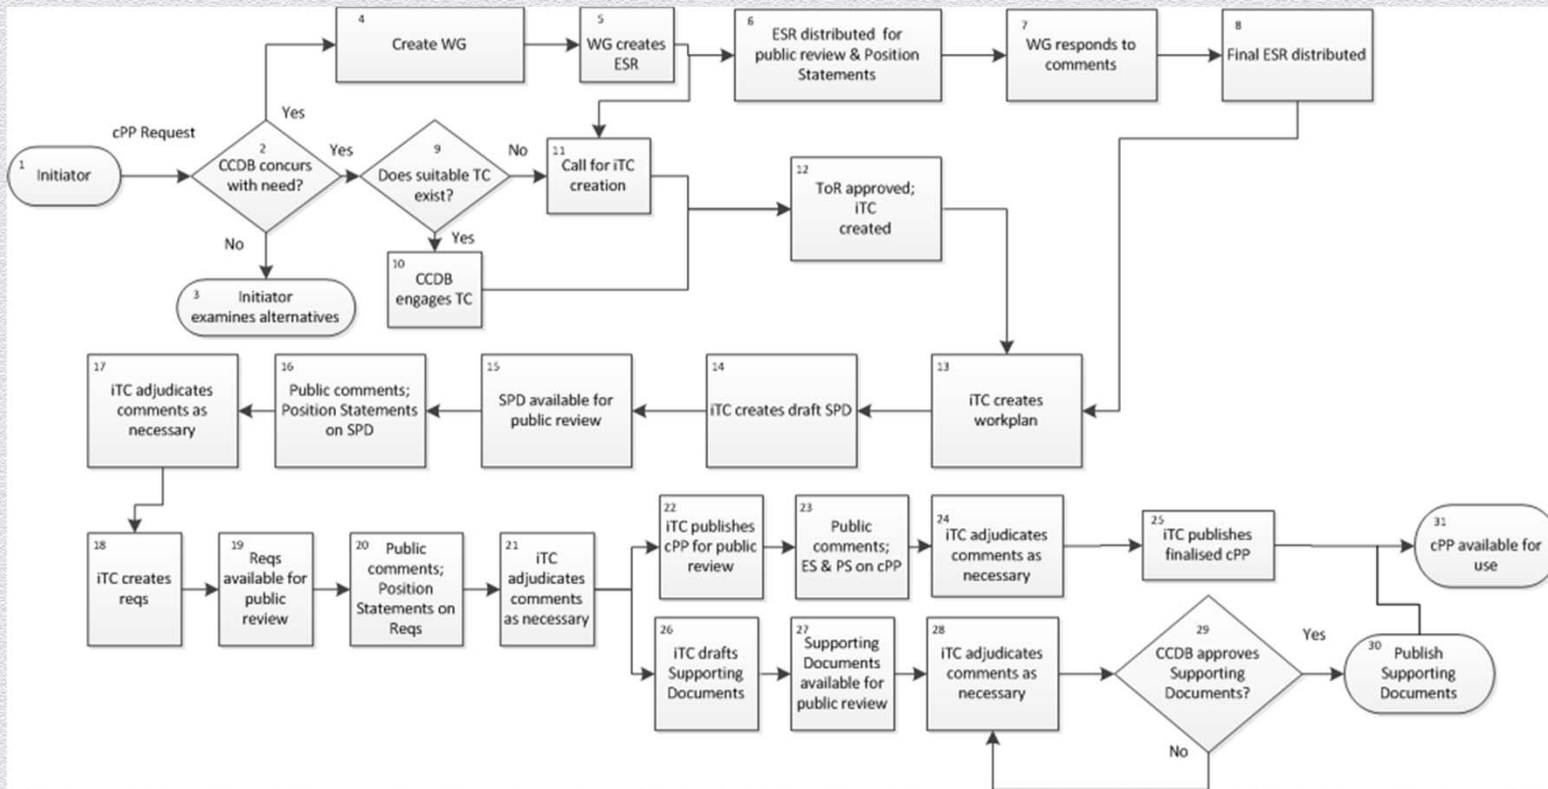 4
Create WG
5
WG creates
ESR
6
ESR distributed for
public review & Position
Statements
7
WG responds to
comments
8
Final ESR distributed
Yes
cPP Request
1
Initiator
2
CCDB concurs
with need?
Yes
9
Does suitable TC
exist?
No
11
Call for iTC
creation
12
ToR approved;
iTC
created
No
Yes
3
Initiator
examines alternatives
10
CCDB
engages TC
17
iTC adjudicates
comments as
necessary
16
Public comments;
Position Statements
on SPD
15
SPD available for
public review
14
iTC creates draft SPD
13
iTC creates
workplan
18
iTC creates
reqs
19
Reqs
available for
public
review
20
Public
comments;
Position
Statements on
Reqs
21
iTC
adjudicates
comments
as necessary
22
iTC publishes
cPP for public
review
23
Public
comments;
ES & PS on cPP
24
iTC adjudicates
comments as
necessary
25
iTC publishes
finalised cPP
31
cPP available for
use
26
iTC drafts
Supporting
Documents
27
Supporting
Documents
available for
public review
28
iTC adjudicates
comments as
necessary
29
CCDB approves
Supporting
Documents?
Yes
30
Publish
Supporting
Documents
No